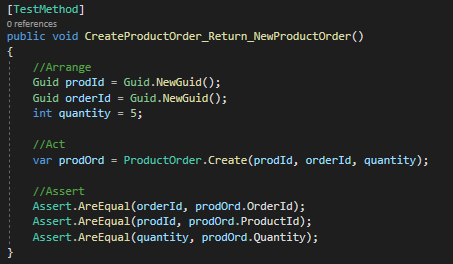 [TestMethod]
0 references
public void CreateProductOrder_Return_NewProductOrder()
{
//Arrange
Guid prodId = Guid.NewGuid();
Guid orderId = Guid.NewGuid();
int quantity = 5;
//Act
var prodOrd = ProductOrder.Create(prodId, orderId, quantity);
//Assert
Assert.AreEqual(orderId, prodOrd.OrderId);
Assert.AreEqual(prodId, prodOrd.ProductId);
Assert.AreEqual(quantity, prodOrd.Quantity);
}